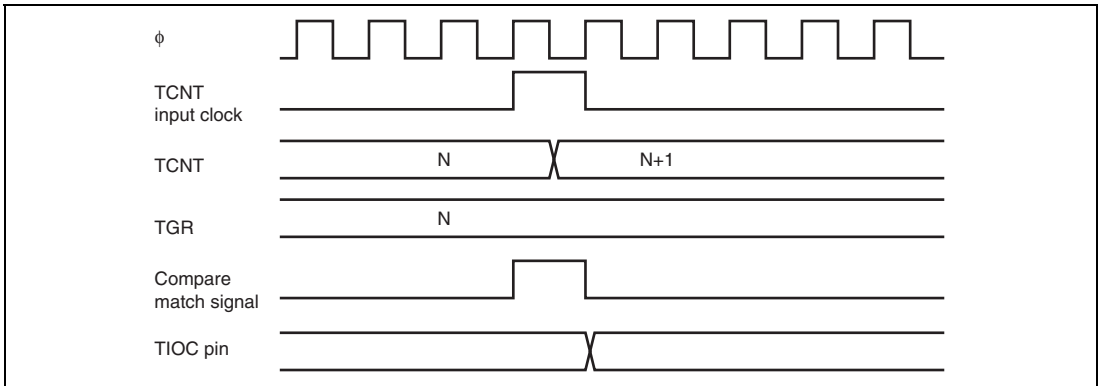 ϕ
TCNT
input clock
TCNT N N+1
TGR N
Compare
match signal
TIOC pin